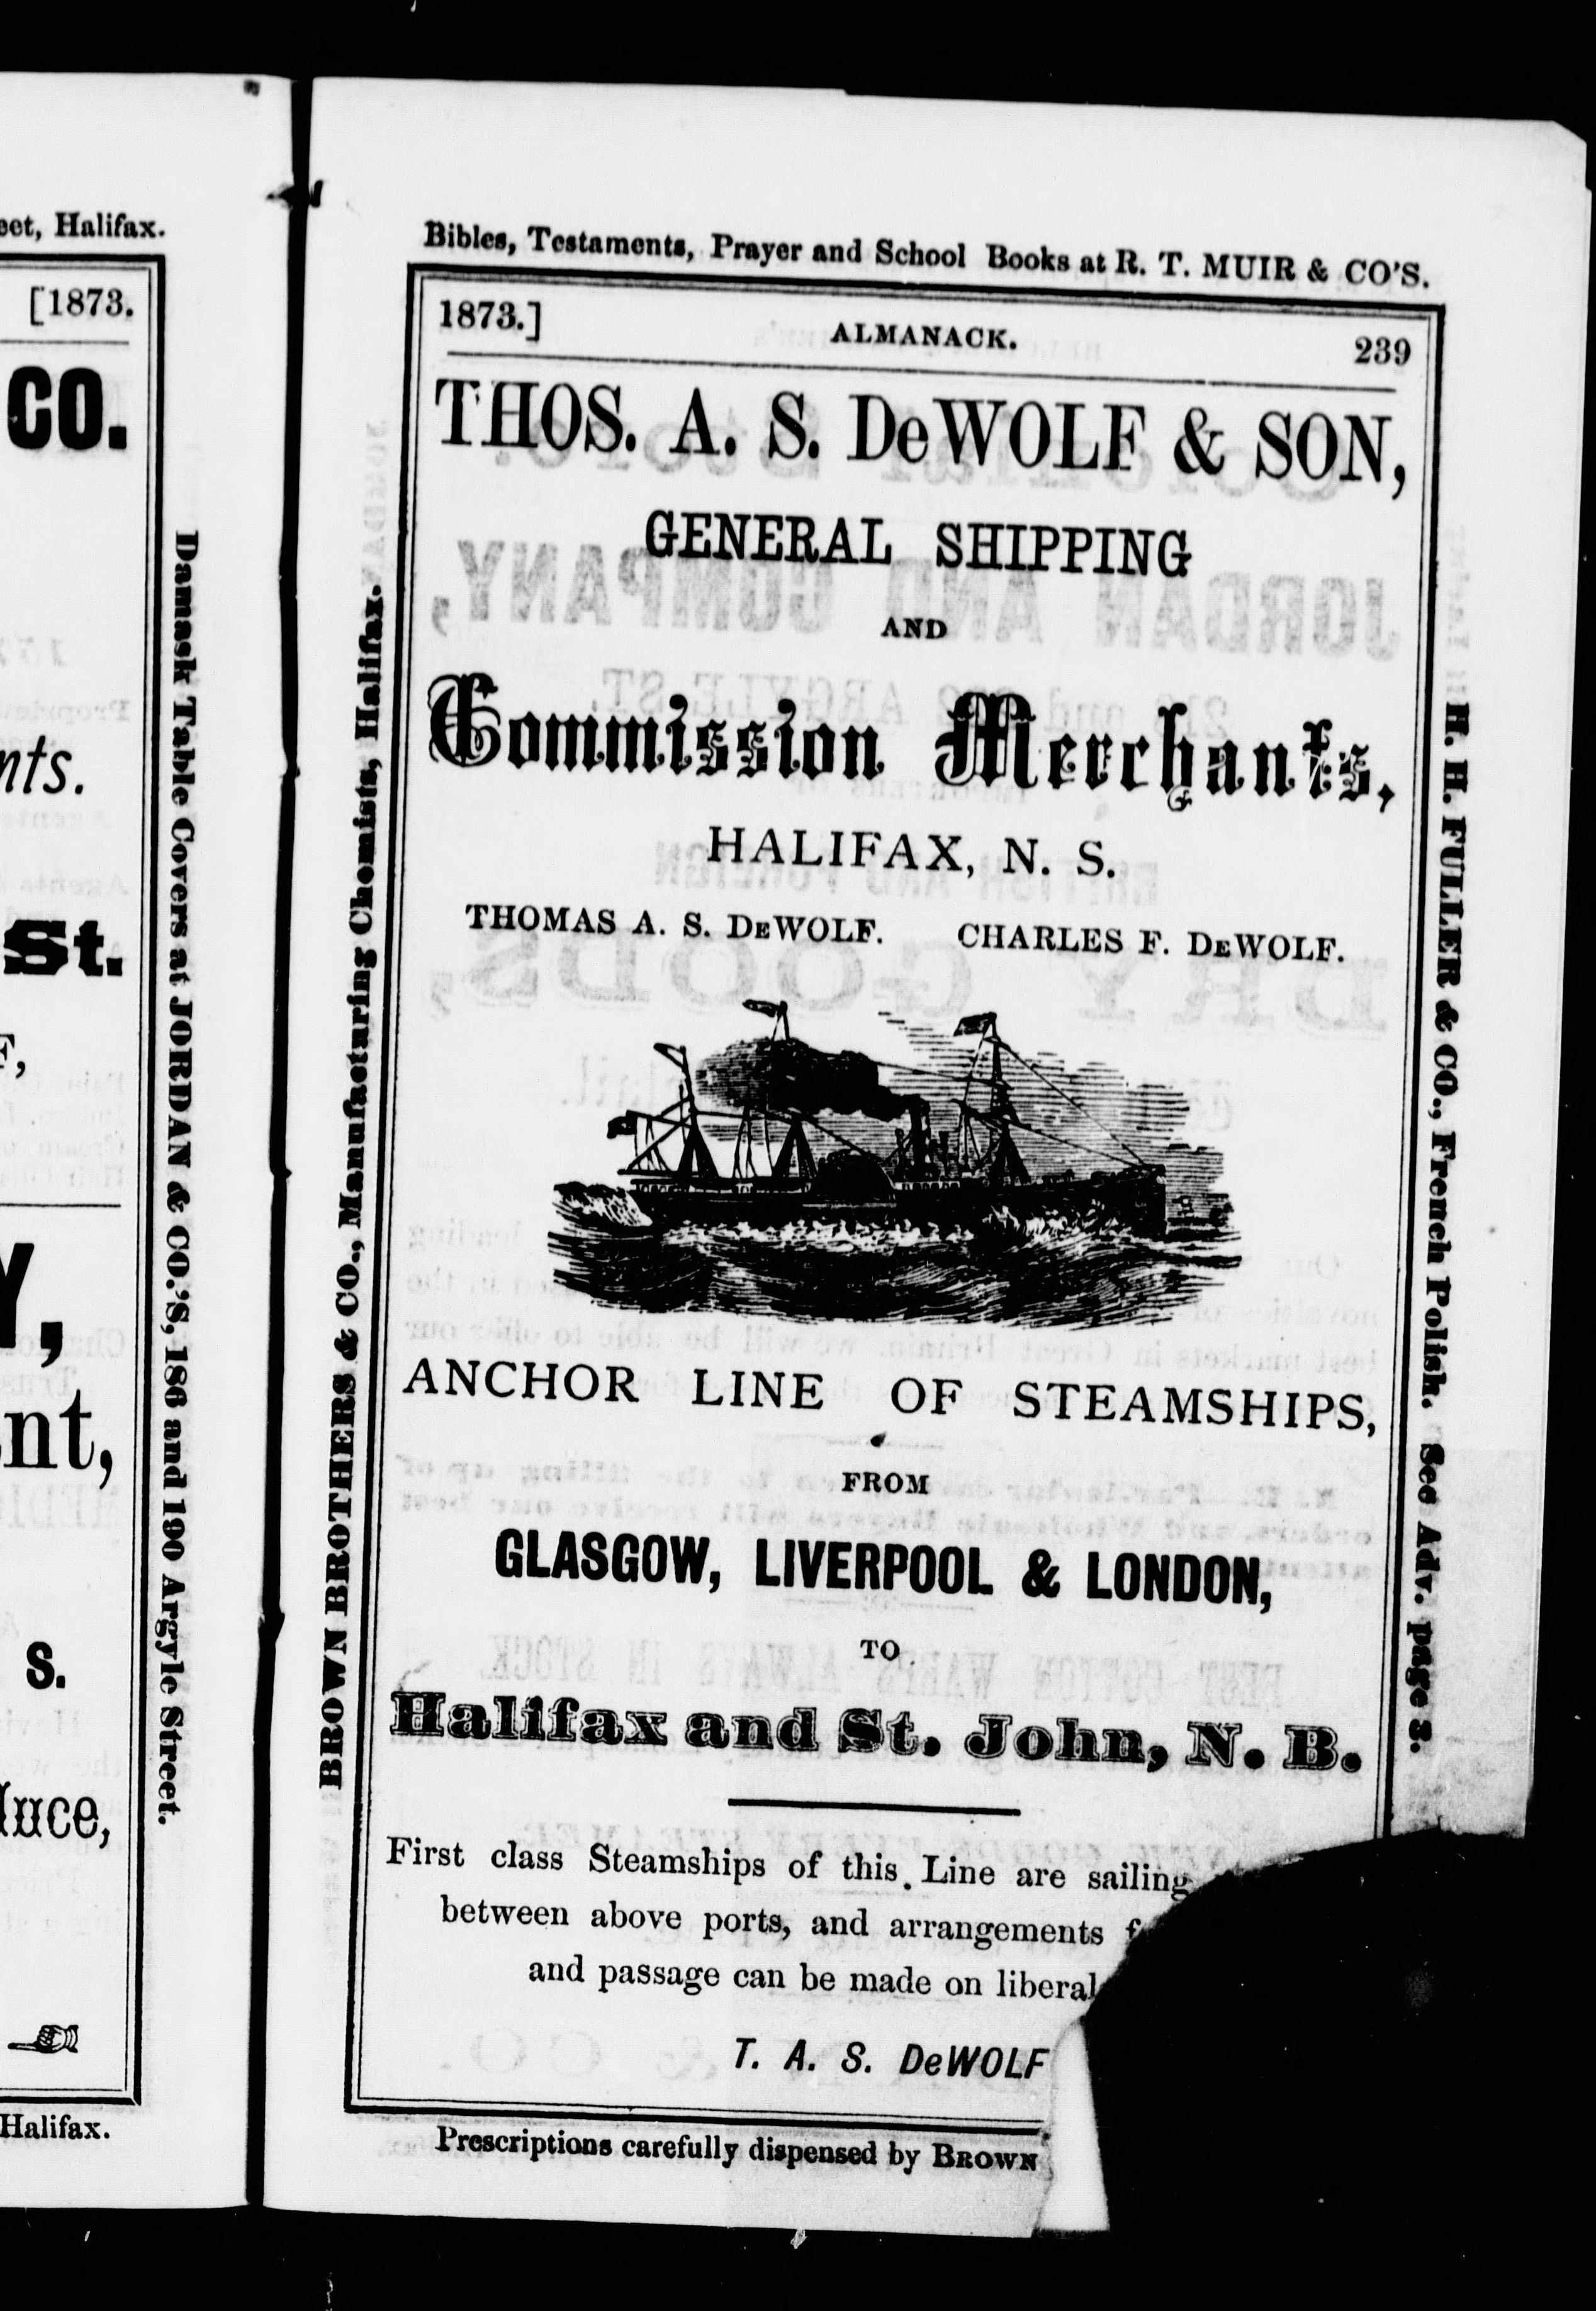 eet, Halifax.
[1873.
CO.
nts.
St.
F,
Y,
nt,
S.
uce,
Halifax.
Damask Table Covers at JORDAN & CO.'S, 186 and 190 Argyle Street.
Bibles, Testaments, Prayer and School Books at R. T. MUIR & CO'S.
1873.] ALMANACK. 239
THOS. A. S. DeWOLF & SON,
GENERAL SHIPPING
AND
Commission Merchants,
HALIFAX, N. S.
THOMAS A. S. DEWOLF. CHARLES F. DEWOLF.
ANCHOR LINE OF STEAMSHIPS,
FROM
GLASGOW, LIVERPOOL & LONDON,
TO
Halifax and St. John, N. B.
First class Steamships of this Line are sailing
between above ports, and arrangements f
and passage can be made on liberal
T. A. S. DeWOLF
Prescriptions carefully dispensed by BROWN
BROWN BROTHERS & CO., Manufacturing Chemists, Halifax.
H. H. FULLER & CO., French Polish. See Adv. page 3.